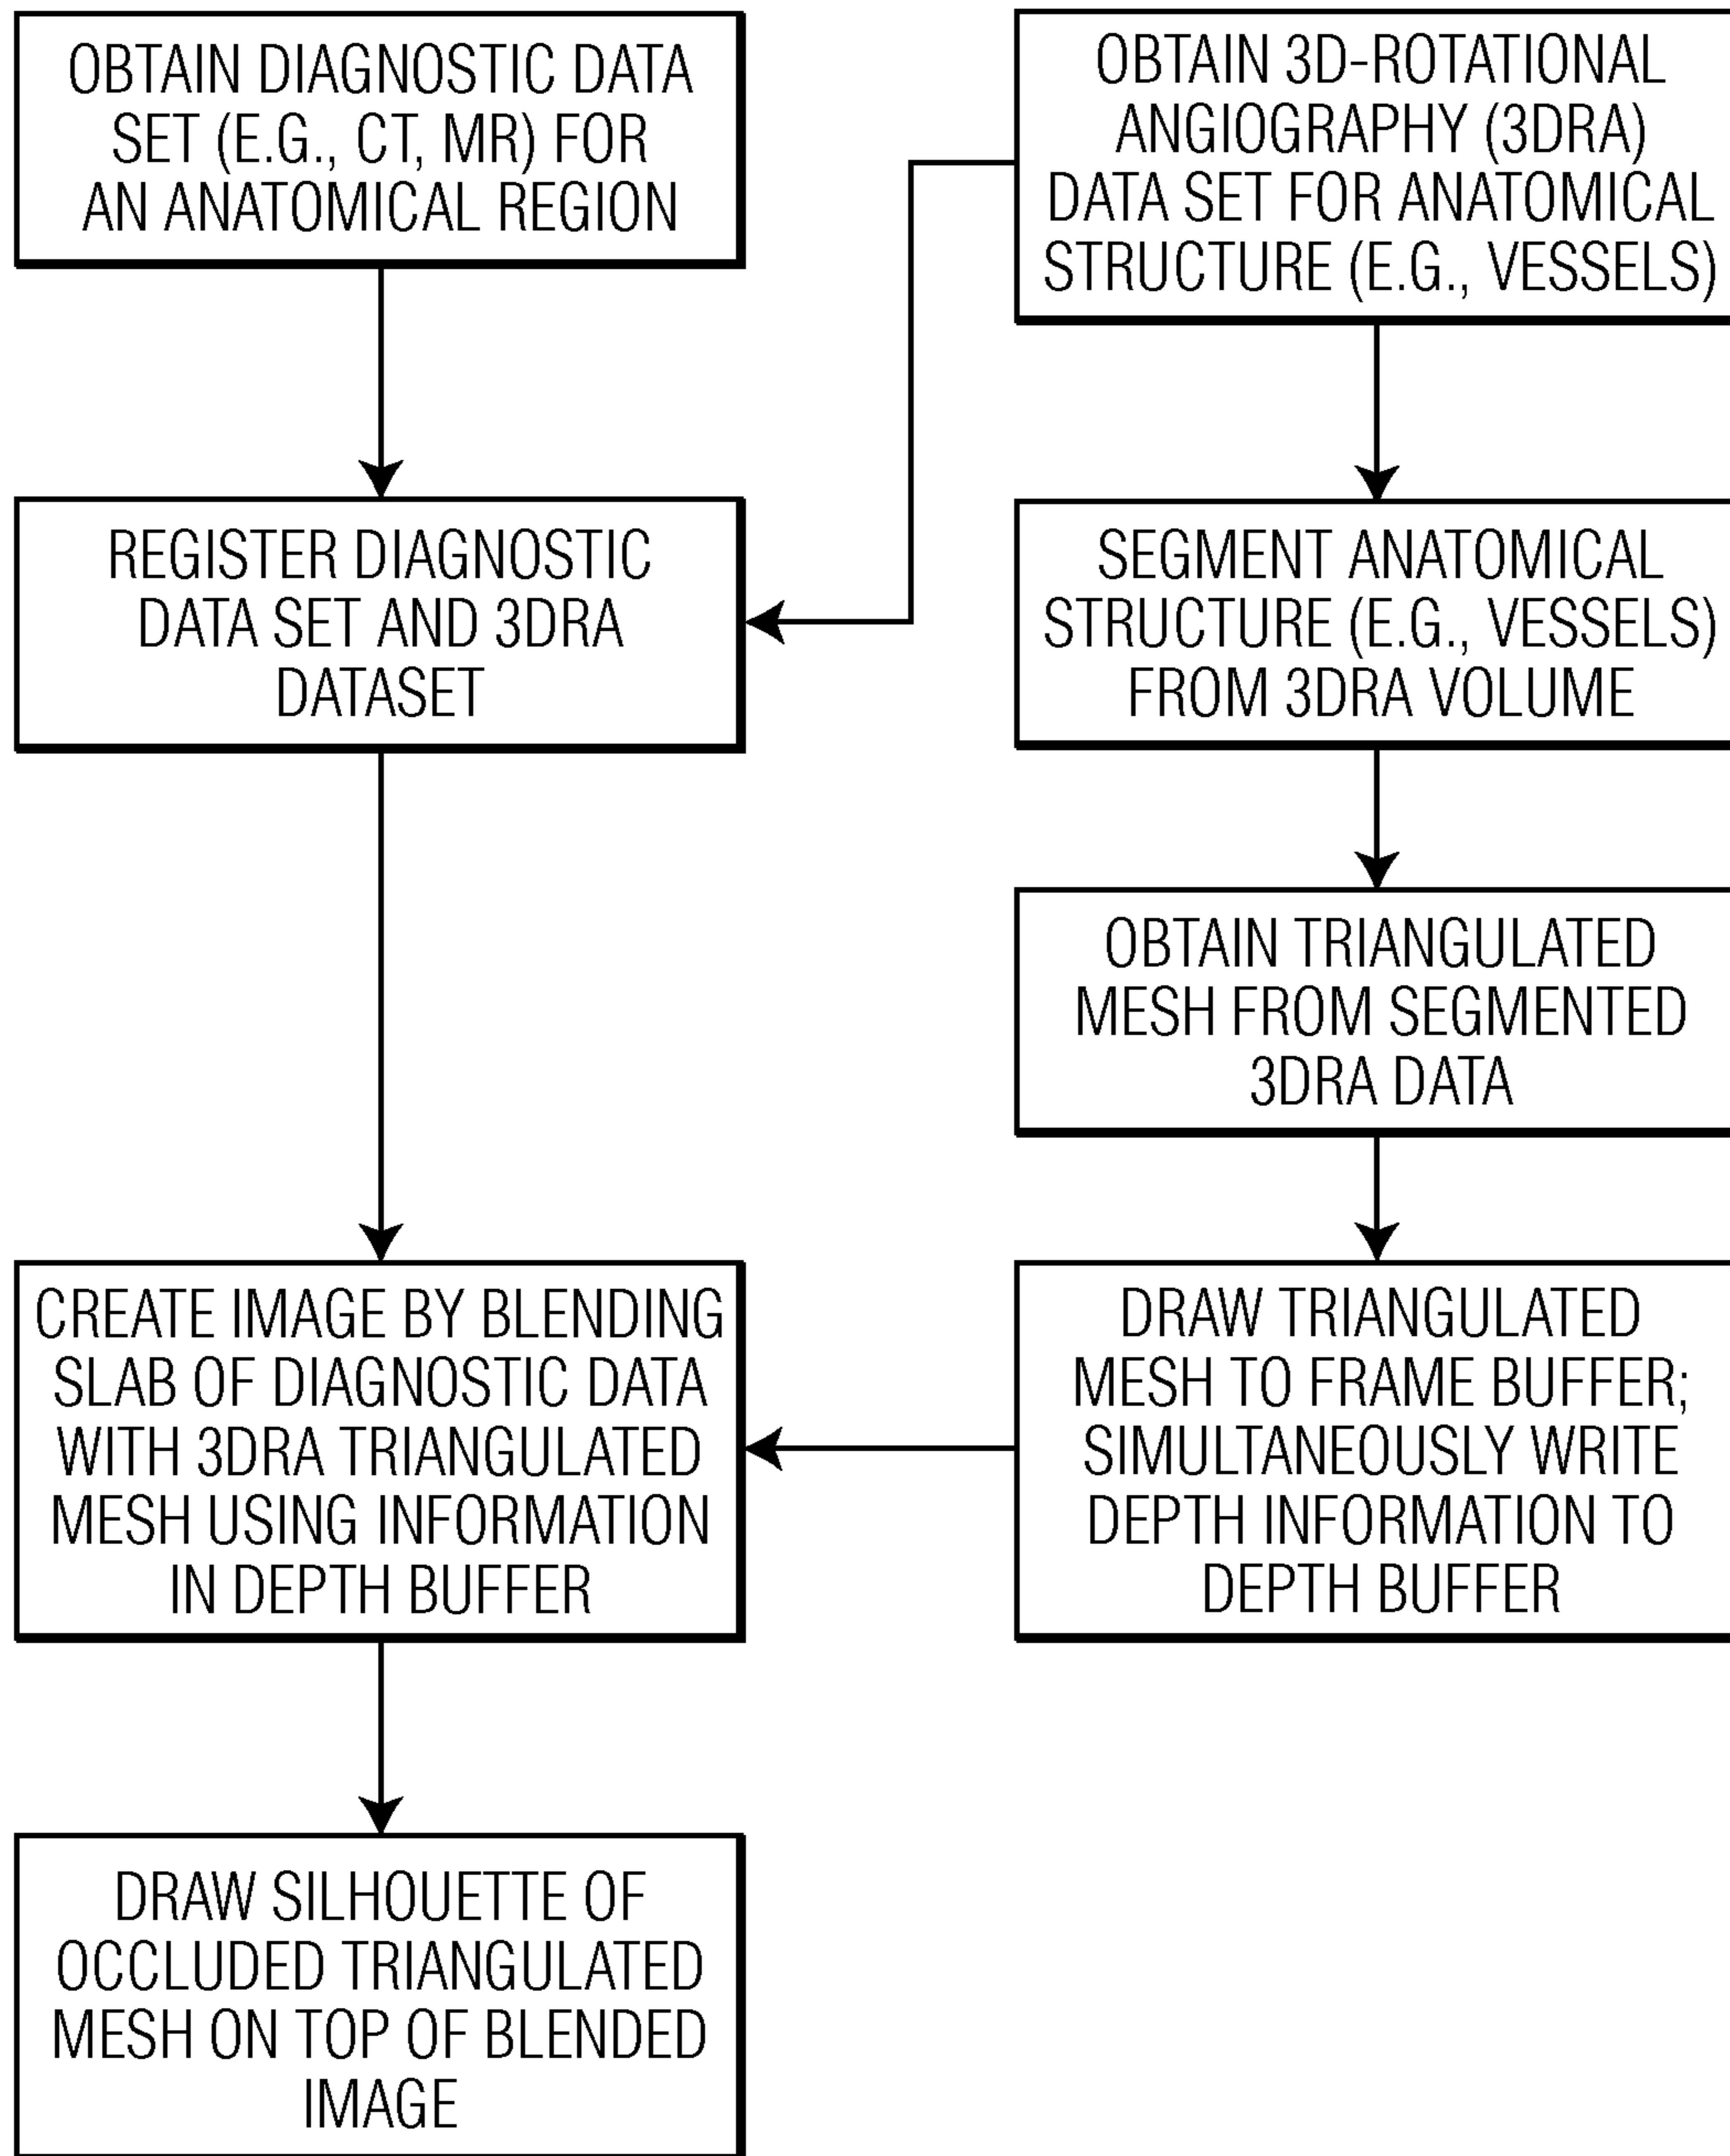 OBTAIN DIAGNOSTIC DATA
SET (E.G., CT, MR) FOR
AN ANATOMICAL REGION
OBTAIN 3D-ROTATIONAL
ANGIOGRAPHY (3DRA)
DATA SET FOR ANATOMICAL
STRUCTURE (E.G., VESSELS)
REGISTER DIAGNOSTIC
DATA SET AND 3DRA
DATASET
SEGMENT ANATOMICAL
STRUCTURE (E.G., VESSELS)
FROM 3DRA VOLUME
OBTAIN TRIANGULATED
MESH FROM SEGMENTED
3DRA DATA
CREATE IMAGE BY BLENDING
SLAB OF DIAGNOSTIC DATA
WITH 3DRA TRIANGULATED
MESH USING INFORMATION
IN DEPTH BUFFER
DRAW TRIANGULATED
MESH TO FRAME BUFFER;
SIMULTANEOUSLY WRITE
DEPTH INFORMATION TO
DEPTH BUFFER
DRAW SILHOUETTE OF
OCCLUDED TRIANGULATED
MESH ON TOP OF BLENDED
IMAGE